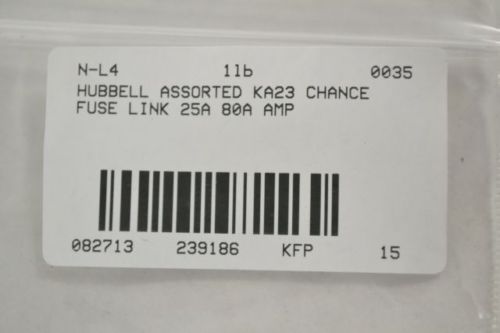 N-L4 1lb 0035
HUBBELL ASSORTED KA23 CHANCE
FUSE LINK 25A 80A AMP
082713 239186 KFP 15